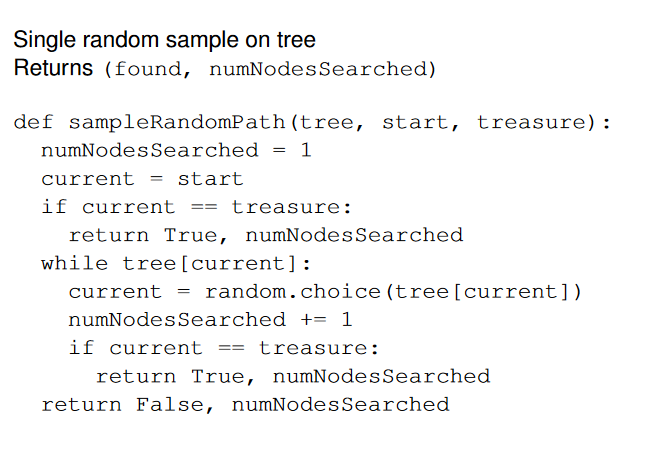 Single random sample on tree
Returns (found, numNodesSearched)
def sampleRandomPath(tree, start, treasure):
  numNodesSearched = 1
  current = start
  if current == treasure:
    return True, numNodesSearched
  while tree[current]:
    current = random.choice(tree[current])
    numNodesSearched += 1
    if current == treasure:
      return True, numNodesSearched
  return False, numNodesSearched